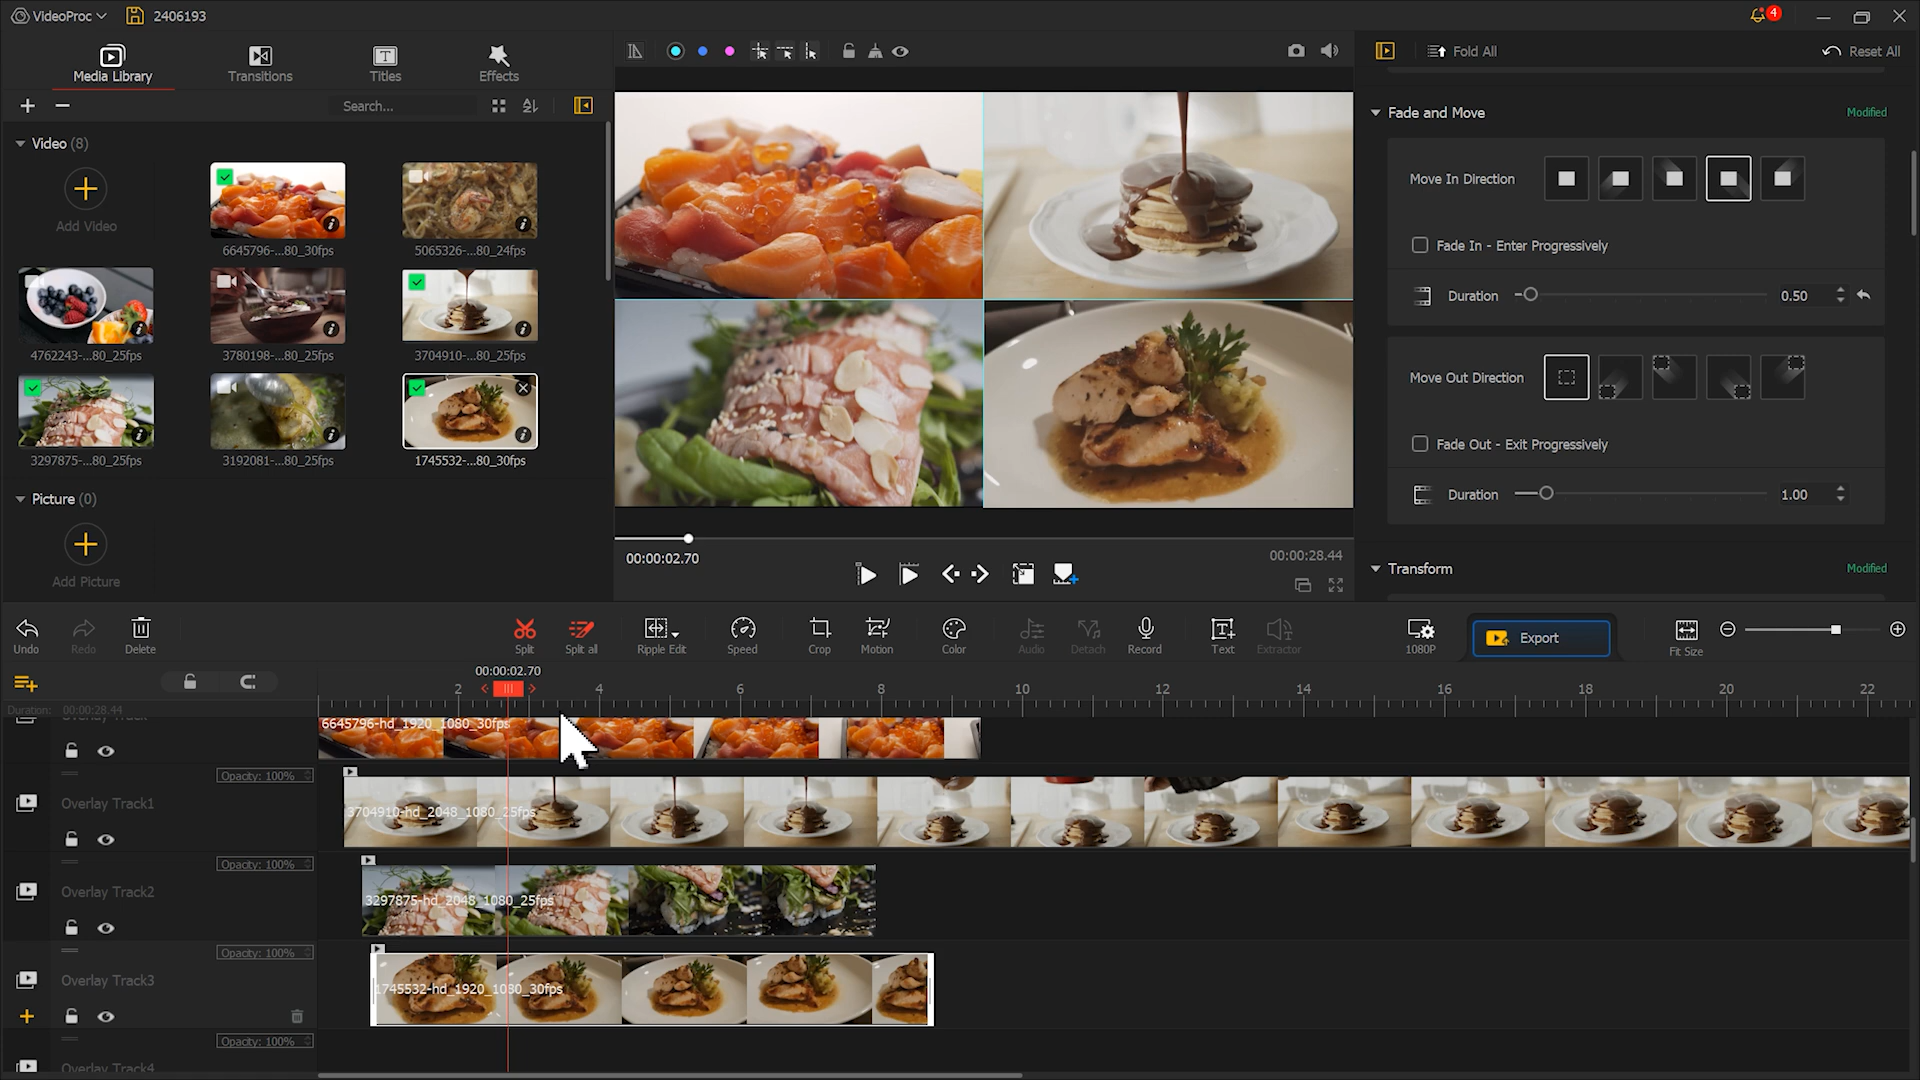 VideoProc
2406193
4
Media Library
Transitions
Titles
Effects
Fold All
Reset All
Search...
Video (8)
Add Video
6645796-...80_30fps
5065326-...80_24fps
4762243-...80_25fps
3780198-...80_25fps
3704910-...80_25fps
3297875-...80_25fps
3192081-...80_25fps
1745532-...80_30fps
Picture (0)
Add Picture
00:00:02.70
00:00:28.44
Fade and Move
Modified
Move In Direction
Fade In - Enter Progressively
Duration
0.50
Move Out Direction
Fade Out - Exit Progressively
Duration
1.00
Transform
Modified
Undo
Redo
Delete
Split
Split all
Ripple Edit
Speed
Crop
Motion
Color
Audio
Detach
Record
Text
Extractor
1080P
Export
Fit Size
00:00:02.70
2
4
6
8
10
12
14
16
18
20
22
Duration:
00:00:28.44
6645796-hd_1920_1080_30fps
Opacity: 100%
Overlay Track1
3704910-hd_2048_1080_25fps
Opacity: 100%
Overlay Track2
3297875-hd_2048_1080_25fps
Opacity: 100%
Overlay Track3
1745532-hd_1920_1080_30fps
Opacity: 100%
Overlay Track4